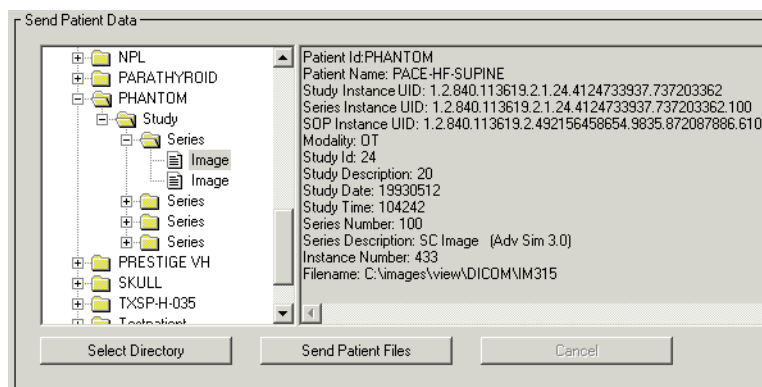 Send Patient Data
NPL
PARATHYROID
PHANTOM
Study
Series
Image
Image
Series
Series
Series
PRESTIGE VH
SKULL
TXSP-H-035
Testpatient
Patient Id:PHANTOM
Patient Name: PACE-HF-SUPINE
Study Instance UID: 1.2.840.113619.2.1.24.4124733937.737203362
Series Instance UID: 1.2.840.113619.2.1.24.4124733937.737203362.100
SOP Instance UID: 1.2.840.113619.2.492156458654.9835.872087886.610
Modality: OT
Study Id: 24
Study Description: 20
Study Date: 19930512
Study Time: 104242
Series Number: 100
Series Description: SC Image (Adv Sim 3.0)
Instance Number: 433
Filename: C:\images\view\DICOM\IM315
Select Directory
Send Patient Files
Cancel